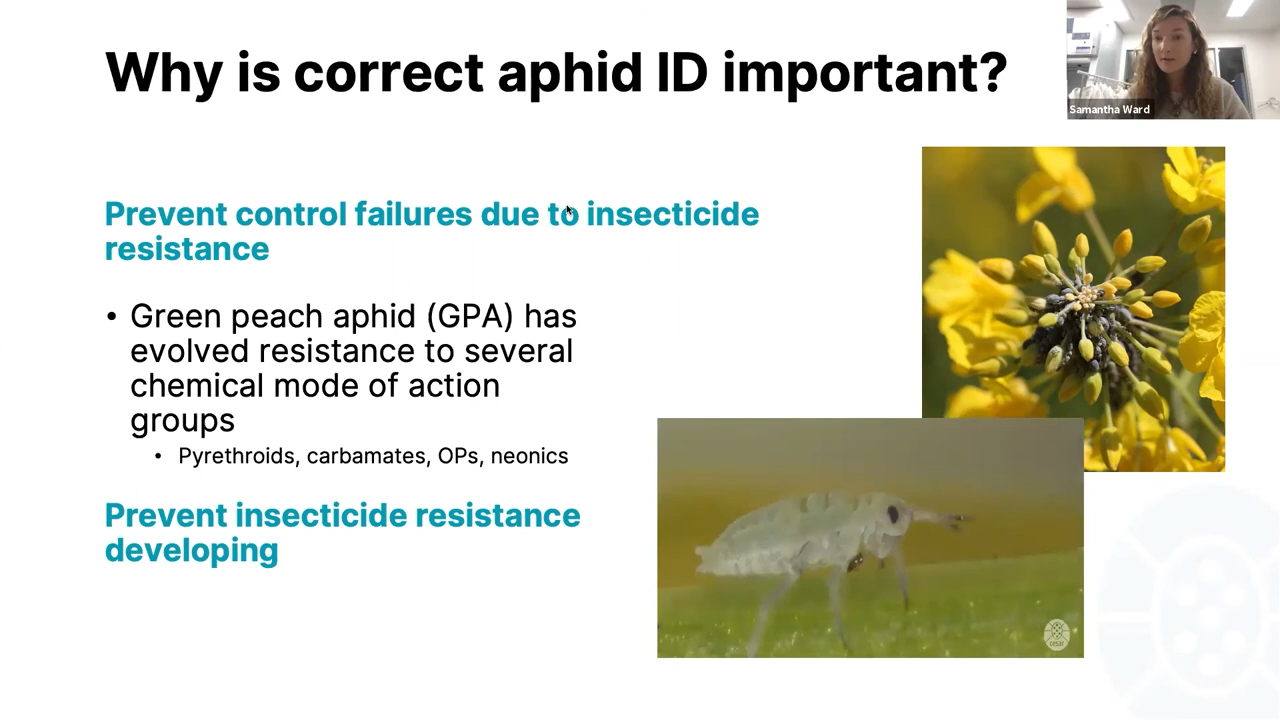 Why is correct aphid ID important?
Samantha Ward
Prevent control failures due to insecticide
resistance
• Green peach aphid (GPA) has
evolved resistance to several
chemical mode of action
groups
• Pyrethroids, carbamates, OPs, neonics
Prevent insecticide resistance
developing
cesar